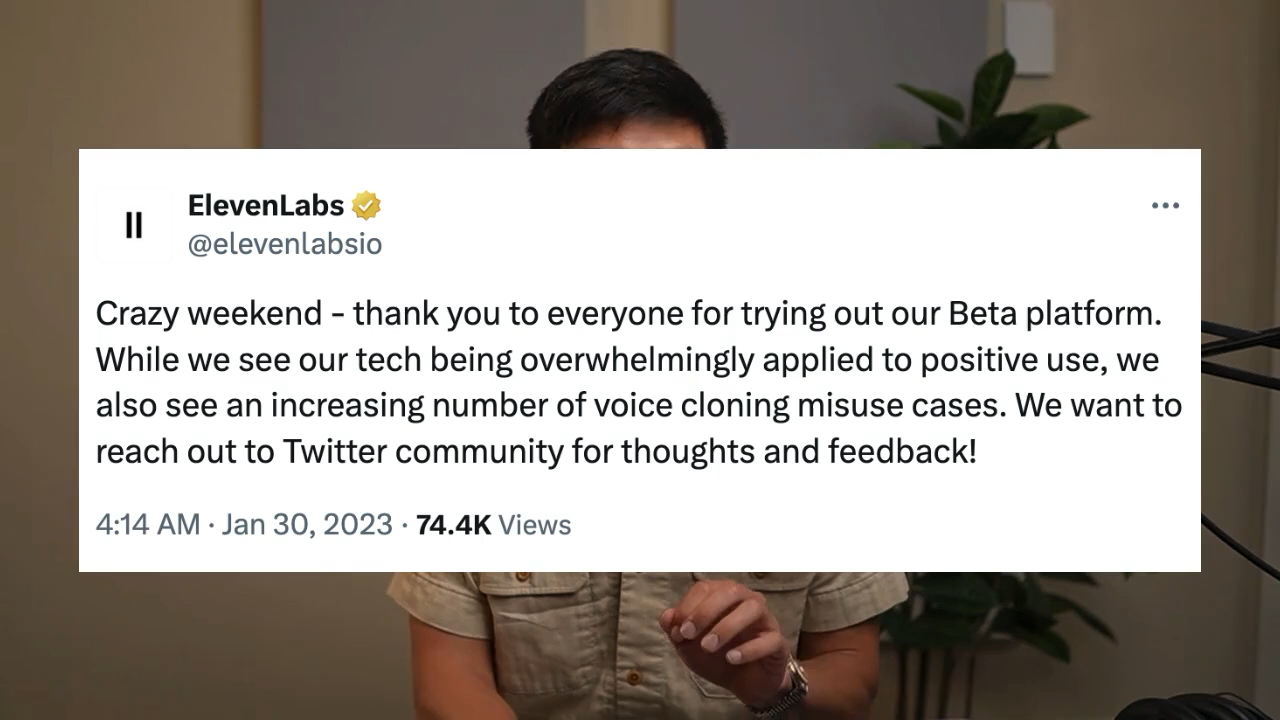 ElevenLabs
@elevenlabsio
Crazy weekend - thank you to everyone for trying out our Beta platform.
While we see our tech being overwhelmingly applied to positive use, we
also see an increasing number of voice cloning misuse cases. We want to
reach out to Twitter community for thoughts and feedback!
4:14 AM · Jan 30, 2023 · 74.4K Views